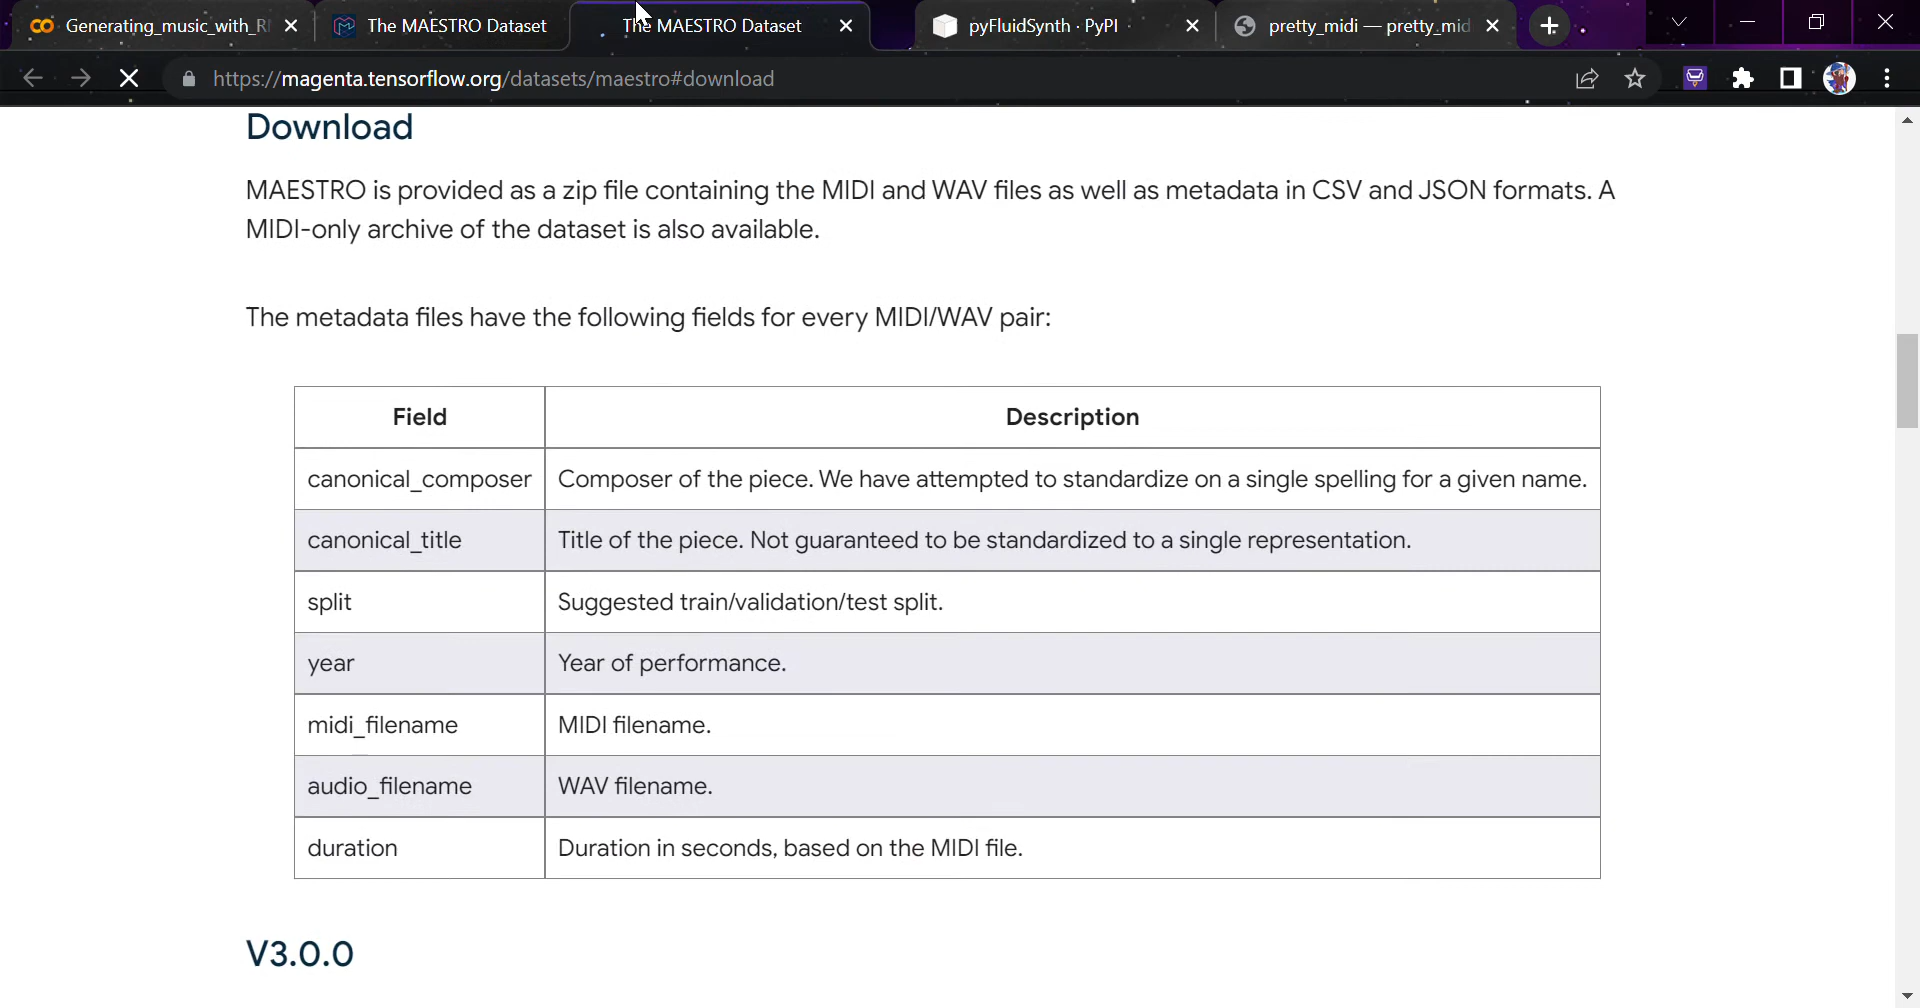 Generating_music_with_R
The MAESTRO Dataset
The MAESTRO Dataset
pyFluidSynth · PyPI
pretty_midi — pretty_mid
https://magenta.tensorflow.org/datasets/maestro#download
Download
MAESTRO is provided as a zip file containing the MIDI and WAV files as well as metadata in CSV and JSON formats. A
MIDI-only archive of the dataset is also available.
The metadata files have the following fields for every MIDI/WAV pair:
Field Description
canonical_composer Composer of the piece. We have attempted to standardize on a single spelling for a given name.
canonical_title Title of the piece. Not guaranteed to be standardized to a single representation.
split Suggested train/validation/test split.
year Year of performance.
midi_filename MIDI filename.
audio_filename WAV filename.
duration Duration in seconds, based on the MIDI file.
V3.0.0